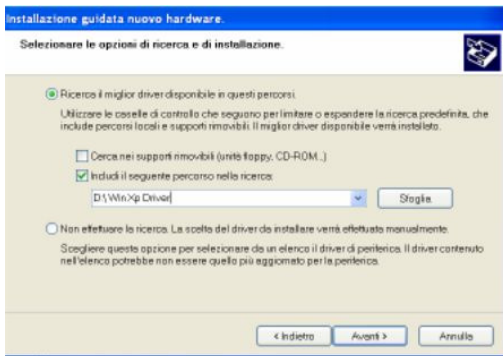 Installazione guidata nuovo hardware.
Selezionare le opzioni di ricerca e di installazione.
Ricerca il miglior driver disponibile in questi percorsi.
Utilizzare le caselle di controllo che seguono per limitare o espandere la ricerca predefinita, che
include percorsi locali e supporti rimovibili. Il miglior driver disponibile verrà installato.
Cerca nei supporti rimovibili (unità floppy, CD-ROM...)
Includi il seguente percorso nella ricerca:
D:\WinXp Driver
Sfoglia
Non effettuare la ricerca. La scelta del driver da installare verrà effettuata manualmente.
Scegliere questa opzione per selezionare da un elenco il driver di periferica. Il driver contenuto
nell'elenco potrebbe non essere quello più aggiornato per la periferica.
< Indietro
Avanti >
Annulla